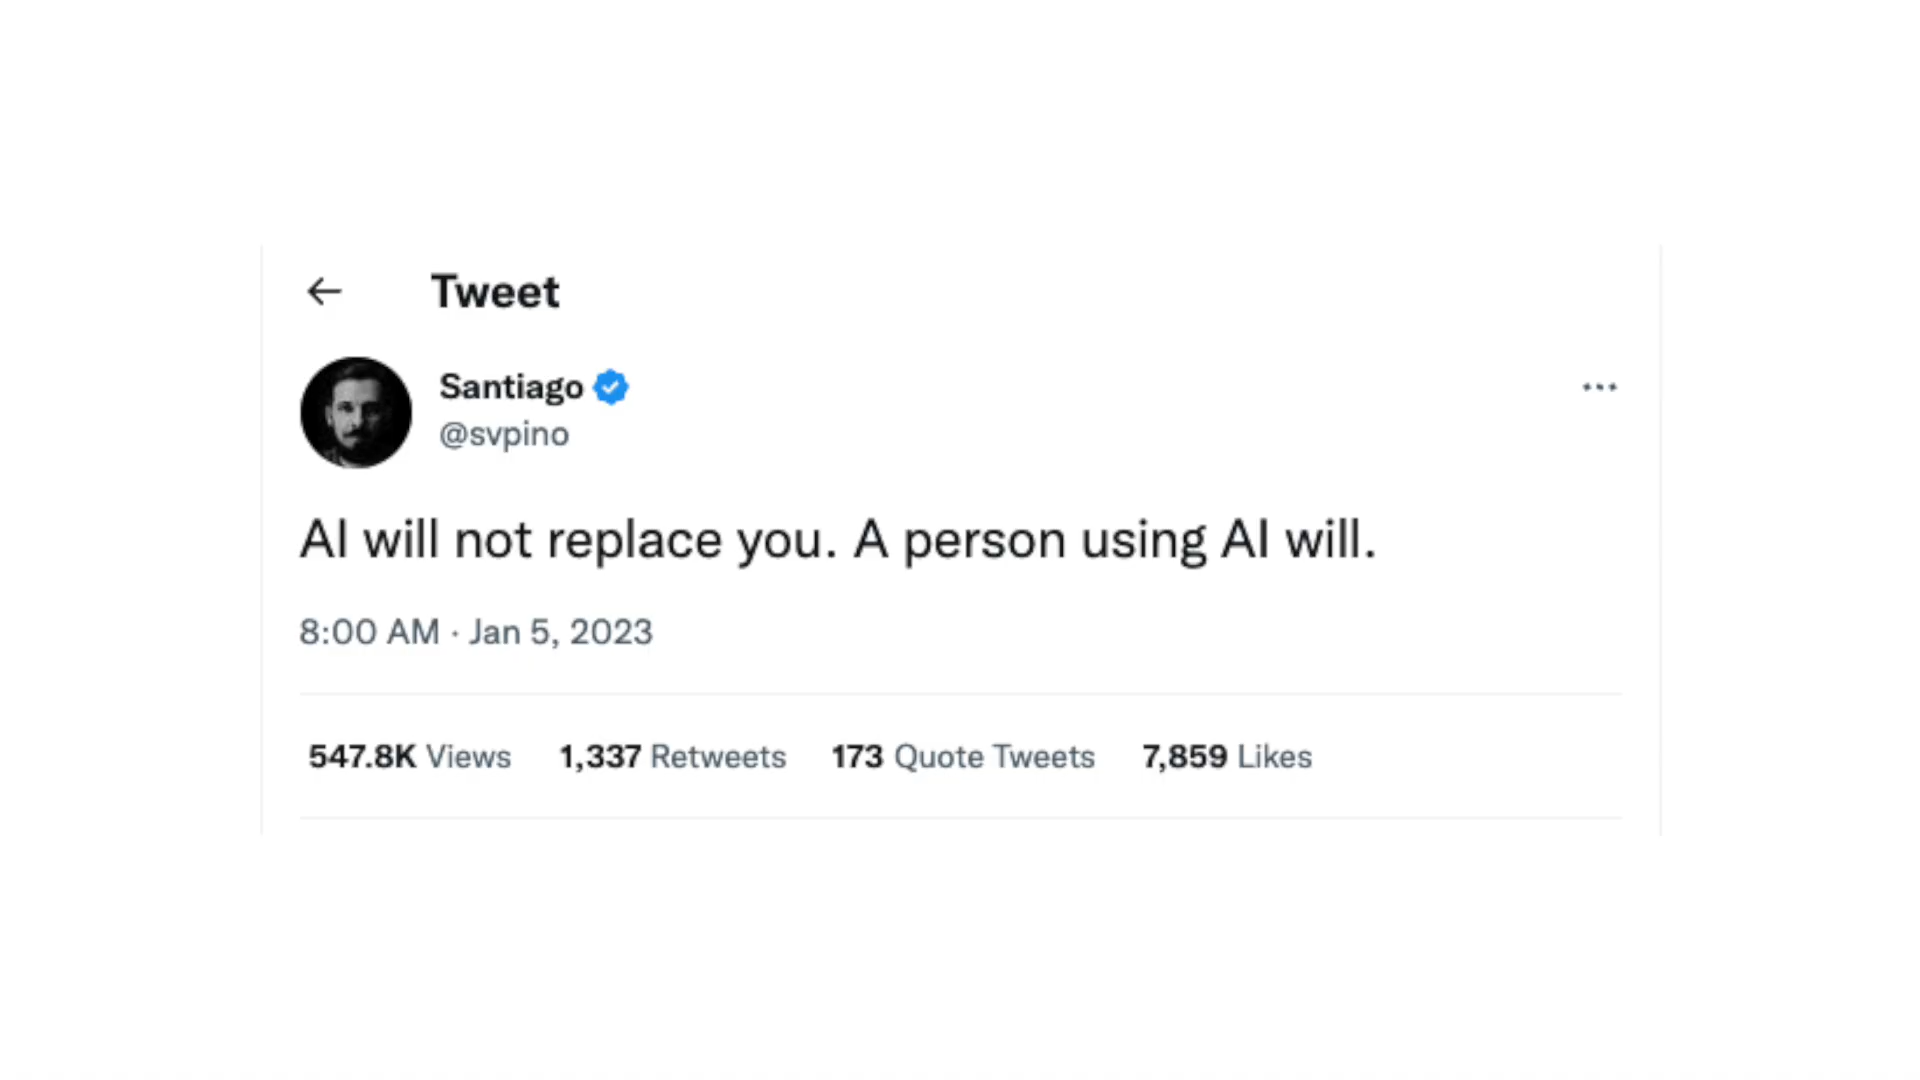 Tweet
Santiago
@svpino
AI will not replace you. A person using AI will.
8:00 AM · Jan 5, 2023
547.8K Views 1,337 Retweets 173 Quote Tweets 7,859 Likes